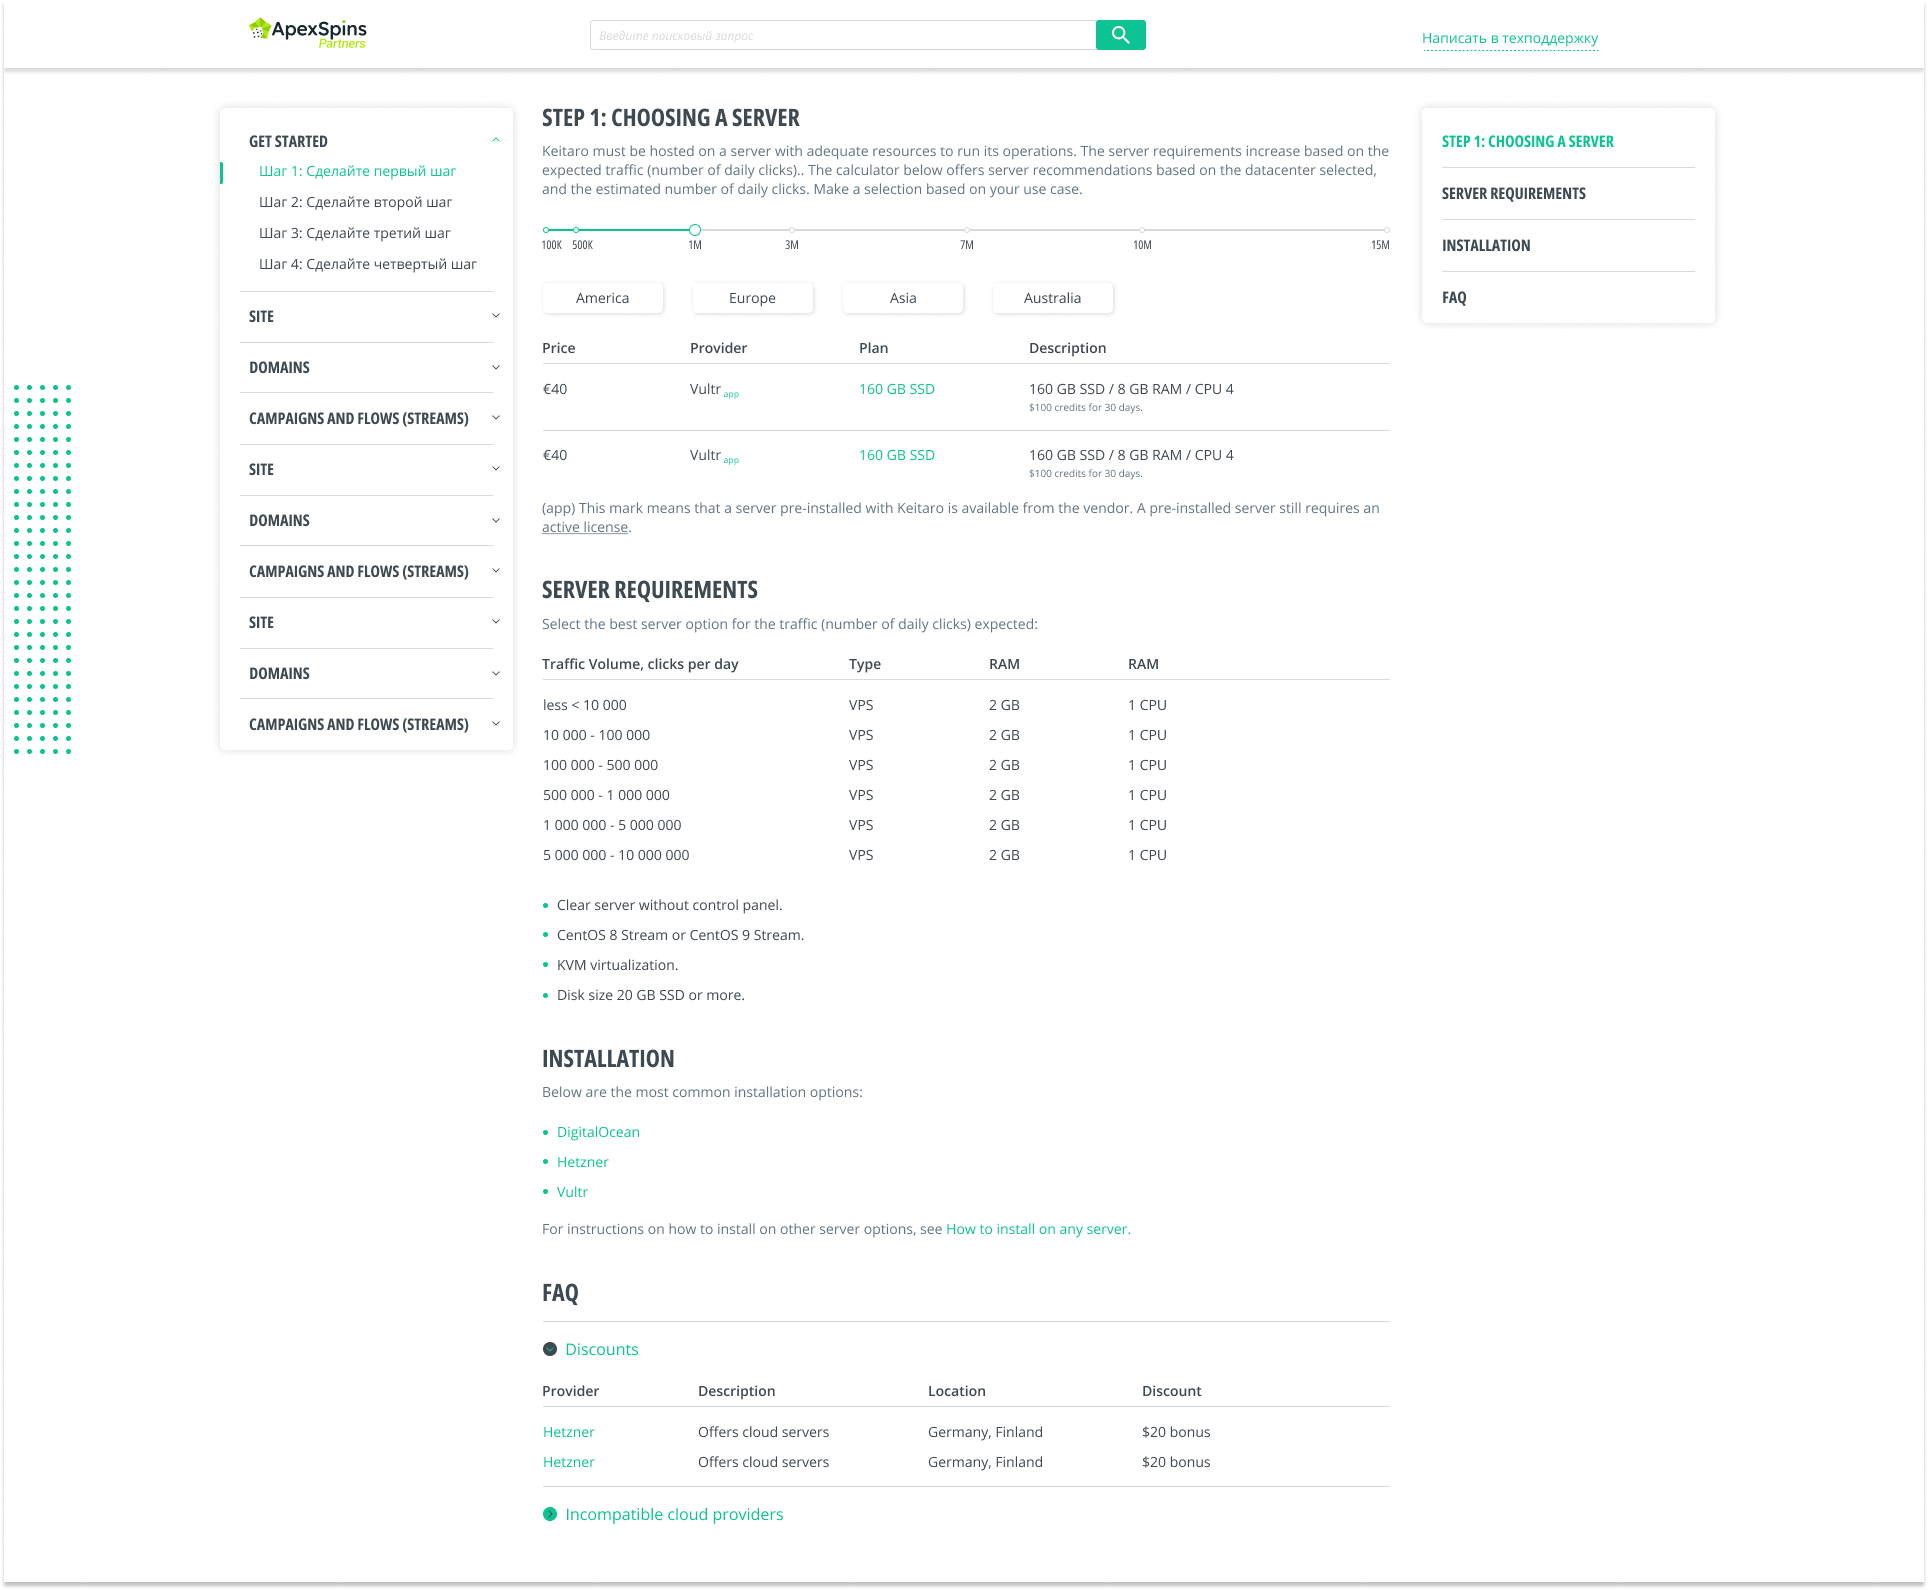 ApexSpins
Partners
Введите поисковый запрос
Написать в техподдержку
GET STARTED
Шаг 1: Сделайте первый шаг
Шаг 2: Сделайте второй шаг
Шаг 3: Сделайте третий шаг
Шаг 4: Сделайте четвертый шаг
SITE
DOMAINS
CAMPAIGNS AND FLOWS (STREAMS)
SITE
DOMAINS
CAMPAIGNS AND FLOWS (STREAMS)
SITE
DOMAINS
CAMPAIGNS AND FLOWS (STREAMS)
STEP 1: CHOOSING A SERVER
Keitaro must be hosted on a server with adequate resources to run its operations. The server requirements increase based on the
expected traffic (number of daily clicks).. The calculator below offers server recommendations based on the datacenter selected,
and the estimated number of daily clicks. Make a selection based on your use case.
100K 500K 1M 3M 7M 10M 15M
America Europe Asia Australia
Price Provider Plan Description
€40 Vultr app 160 GB SSD 160 GB SSD / 8 GB RAM / CPU 4
$100 credits for 30 days.
€40 Vultr app 160 GB SSD 160 GB SSD / 8 GB RAM / CPU 4
$100 credits for 30 days.
(app) This mark means that a server pre-installed with Keitaro is available from the vendor. A pre-installed server still requires an
active license.
SERVER REQUIREMENTS
Select the best server option for the traffic (number of daily clicks) expected:
Traffic Volume, clicks per day Type RAM RAM
less < 10 000 VPS 2 GB 1 CPU
10 000 - 100 000 VPS 2 GB 1 CPU
100 000 - 500 000 VPS 2 GB 1 CPU
500 000 - 1 000 000 VPS 2 GB 1 CPU
1 000 000 - 5 000 000 VPS 2 GB 1 CPU
5 000 000 - 10 000 000 VPS 2 GB 1 CPU
• Clear server without control panel.
• CentOS 8 Stream or CentOS 9 Stream.
• KVM virtualization.
• Disk size 20 GB SSD or more.
INSTALLATION
Below are the most common installation options:
• DigitalOcean
• Hetzner
• Vultr
For instructions on how to install on other server options, see How to install on any server.
FAQ
Discounts
Provider Description Location Discount
Hetzner Offers cloud servers Germany, Finland $20 bonus
Hetzner Offers cloud servers Germany, Finland $20 bonus
Incompatible cloud providers
STEP 1: CHOOSING A SERVER
SERVER REQUIREMENTS
INSTALLATION
FAQ